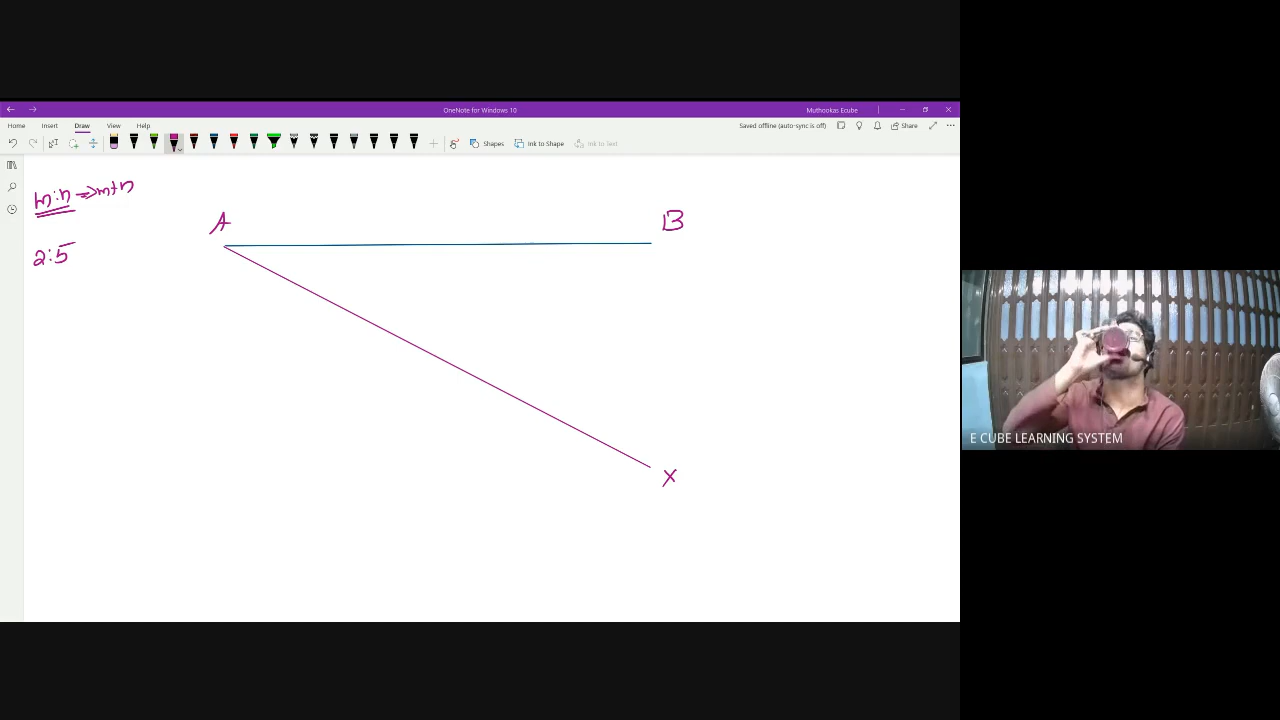 OneNote for Windows 10
Muthookas Ecube
Home Insert Draw View Help
Saved offline (auto-sync is off)
Share
Shapes
Ink to Shape
Ink to Text
m:n => m+n
A
B
2:5
X
E CUBE LEARNING SYSTEM